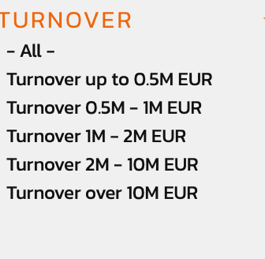 TURNOVER
- All -
Turnover up to 0.5M EUR
Turnover 0.5M - 1M EUR
Turnover 1M - 2M EUR
Turnover 2M - 10M EUR
Turnover over 10M EUR